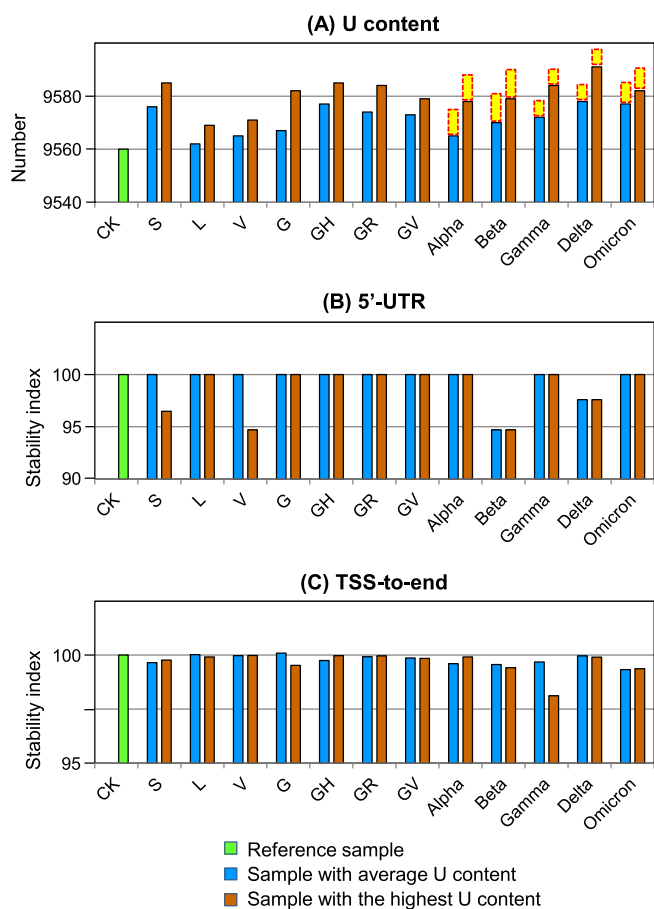 (A) U content
Number
9580
9560
9540
CK
S
L
V
G
GH
GR
GV
Alpha
Beta
Gamma
Delta
Omicron
(B) 5’-UTR
Stability index
100
95
90
CK
S
L
V
G
GH
GR
GV
Alpha
Beta
Gamma
Delta
Omicron
(C) TSS-to-end
Stability index
100
95
CK
S
L
V
G
GH
GR
GV
Alpha
Beta
Gamma
Delta
Omicron
Reference sample
Sample with average U content
Sample with the highest U content